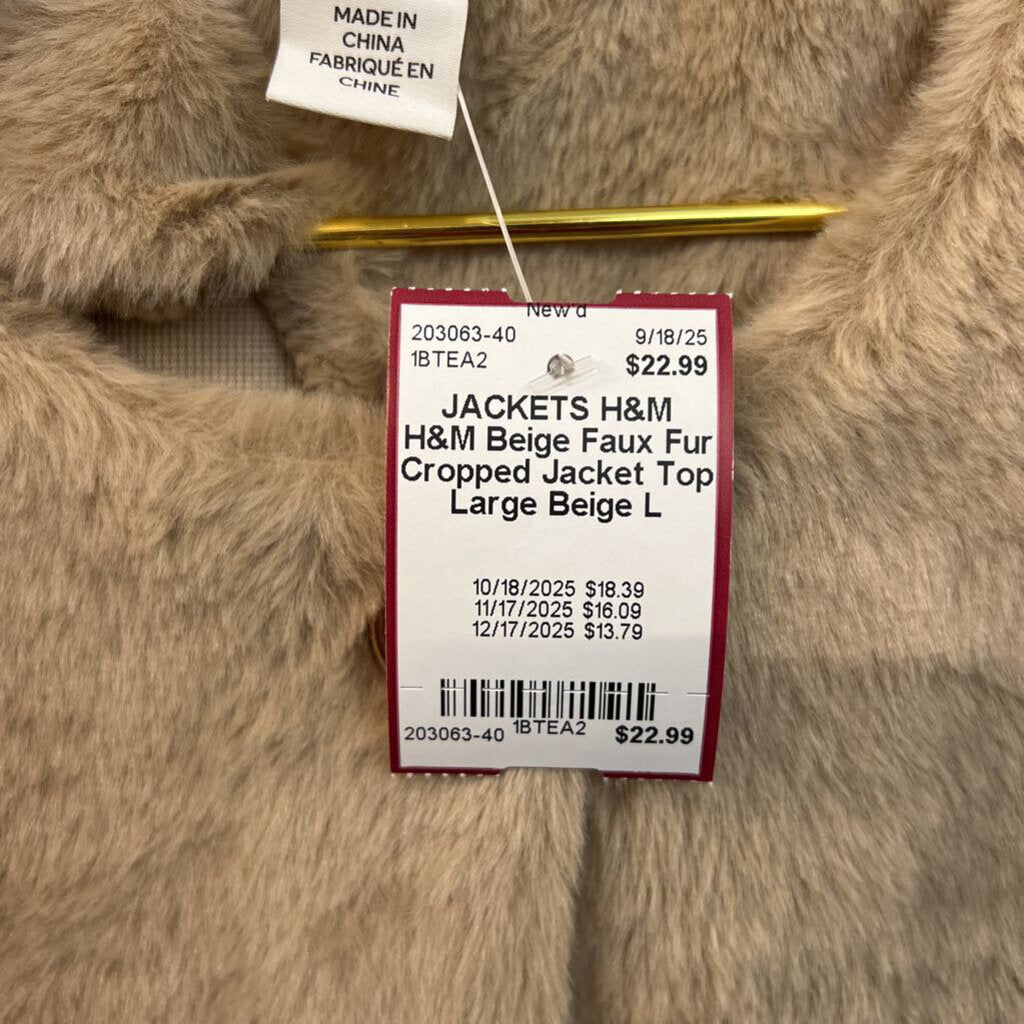 MADE IN
CHINA
FABRIQUÉ EN
CHINE
New'd
203063-40 9/18/25
1BTEA2 $22.99
JACKETS H&M
H&M Beige Faux Fur
Cropped Jacket Top
Large Beige L
10/18/2025 $18.39
11/17/2025 $16.09
12/17/2025 $13.79
203063-40 1BTEA2 $22.99